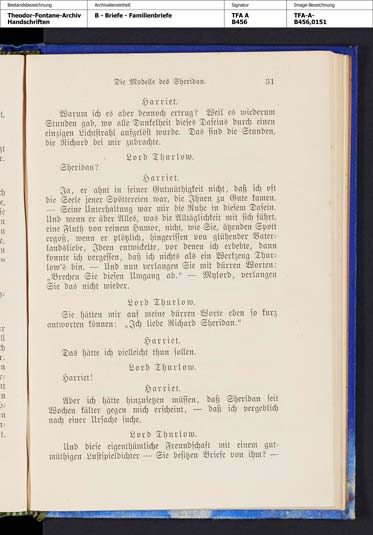 Bestandsbezeichnung
Theodor-Fontane-Archiv
Handschriften
Archivalieneinheit
B - Briefe - Familienbriefe
Signatur
TFA A
B456
Image-Bezeichnung
TFA-A-
B456,0151
Die Modelle des Sheridan. 31
Harriet.
Warum ich es aber dennoch ertrug? Weil es wiederum
Stunden gab, wo alle Dunkelheit dieses Daseins durch einen
einzigen Lichtstrahl aufgelöst wurde. Das sind die Stunden,
die Richard bei mir zubrachte.
Lord Thurlow.
Sheridan?
Harriet.
Ja, er ahnt in seiner Gutmüthigkeit nicht, daß ich oft
die Seele jener Spöttereien war, die Ihnen zu Gute kamen.
— Seine Unterhaltung war mir die Ruhe in diesem Dasein.
Und wenn er über Alles, was die Alltäglichkeit mit sich führt,
eine Fluth von reinem Humor, nicht, wie Sie, ätzenden Spott
ergoß, wenn er plötzlich, hingerissen von glühender Vater-
landsliebe, Ideen entwickelte, vor denen ich erbebte, dann
konnte ich vergessen, daß ich nichts als ein Werkzeug Thur-
low's bin. — Und nun verlangen Sie mit dürren Worten:
„Brechen Sie diesen Umgang ab." — Mylord, verlangen
Sie das nicht wieder.
Lord Thurlow.
Sie hätten mir auf meine dürren Worte eben so kurz
antworten können: „Ich liebe Richard Sheridan."
Harriet.
Das hätte ich vielleicht thun sollen.
Lord Thurlow.
Harriet!
Harriet.
Aber ich hätte hinzusetzen müssen, daß Sheridan seit
Wochen kälter gegen mich erscheint, — daß ich vergeblich
nach einer Ursache suche.
Lord Thurlow.
Und diese eigenthümliche Freundschaft mit einem gut-
müthigen Lustspieldichter — Sie besitzen Briefe von ihm? —